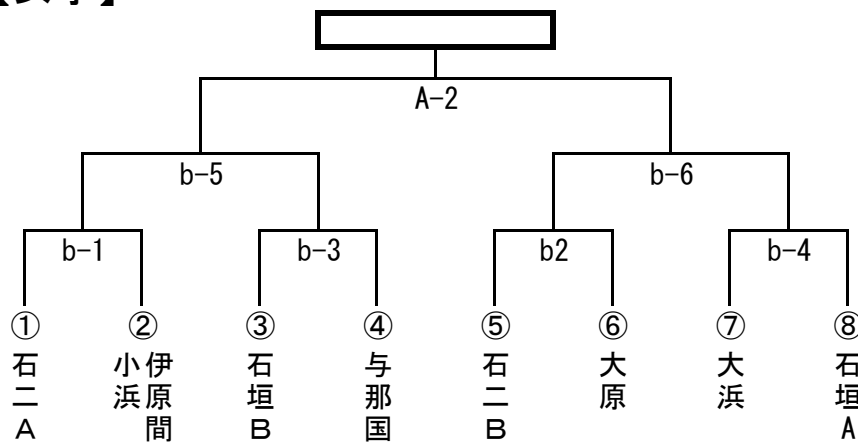 A-2
b-5
b-6
b-1
b-3
b2
b-4
①
②
③
④
⑤
⑥
⑦
⑧
石二A
伊原間
小浜
石垣B
与那国
石二B
大原
大浜
石垣A